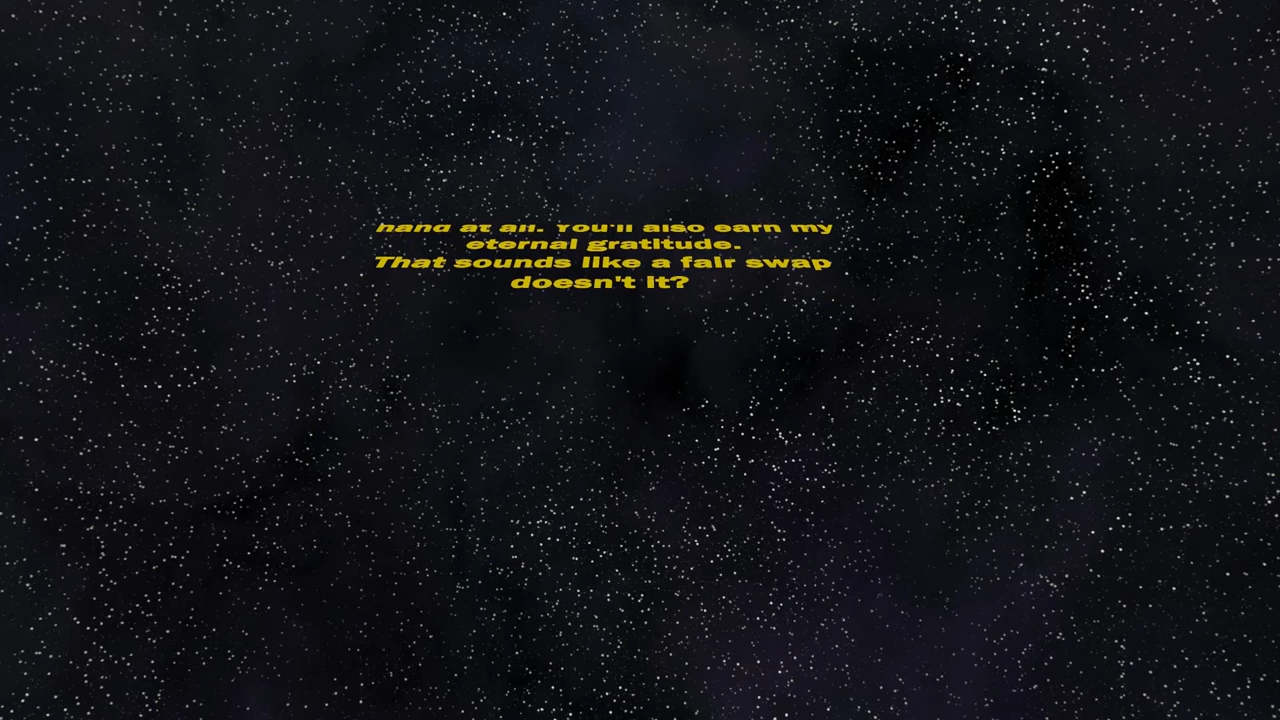 hand at all. You'll also earn my
eternal gratitude.
That sounds like a fair swap
doesn't it?